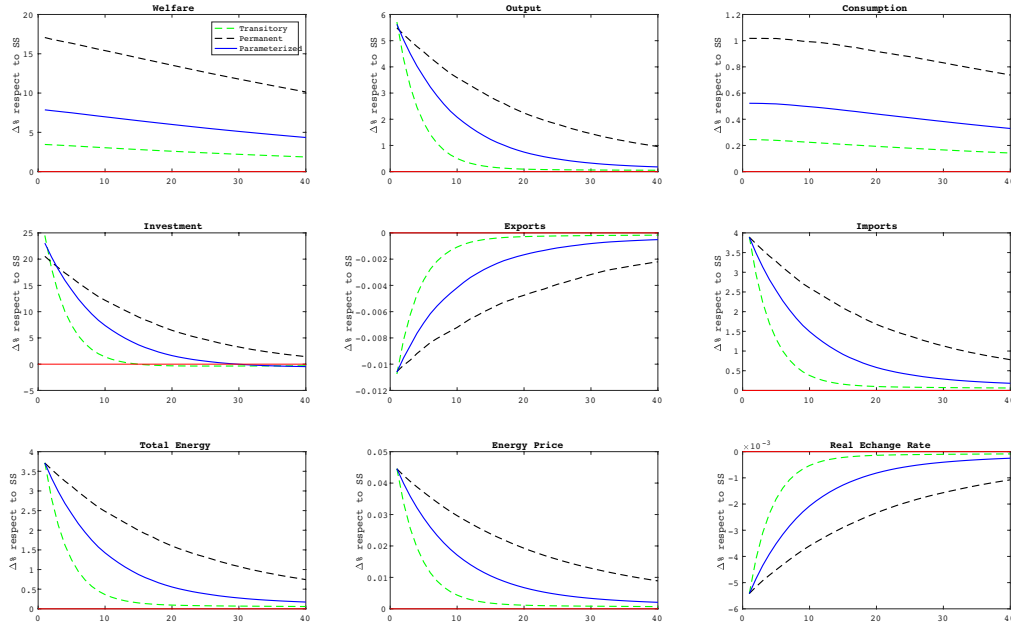 Welfare
Output
Consumption
Δ% respect to SS
20
15
10
5
0
0 10 20 30 40
Transitory
Permanent
Parameterized
Δ% respect to SS
6
5
4
3
2
1
0
0 10 20 30 40
Δ% respect to SS
1.2
1
0.8
0.6
0.4
0.2
0
0 10 20 30 40
Investment
Exports
Imports
Δ% respect to SS
25
20
15
10
5
0
-5
0 10 20 30 40
Δ% respect to SS
0
-0.002
-0.004
-0.006
-0.008
-0.01
-0.012
0 10 20 30 40
Δ% respect to SS
4
3.5
3
2.5
2
1.5
1
0.5
0
0 10 20 30 40
Total Energy
Energy Price
Real Echange Rate
Δ% respect to SS
4
3.5
3
2.5
2
1.5
1
0.5
0
0 10 20 30 40
Δ% respect to SS
0.05
0.04
0.03
0.02
0.01
0
0 10 20 30 40
Δ% respect to SS
×10⁻³
0
-1
-2
-3
-4
-5
-6
0 10 20 30 40